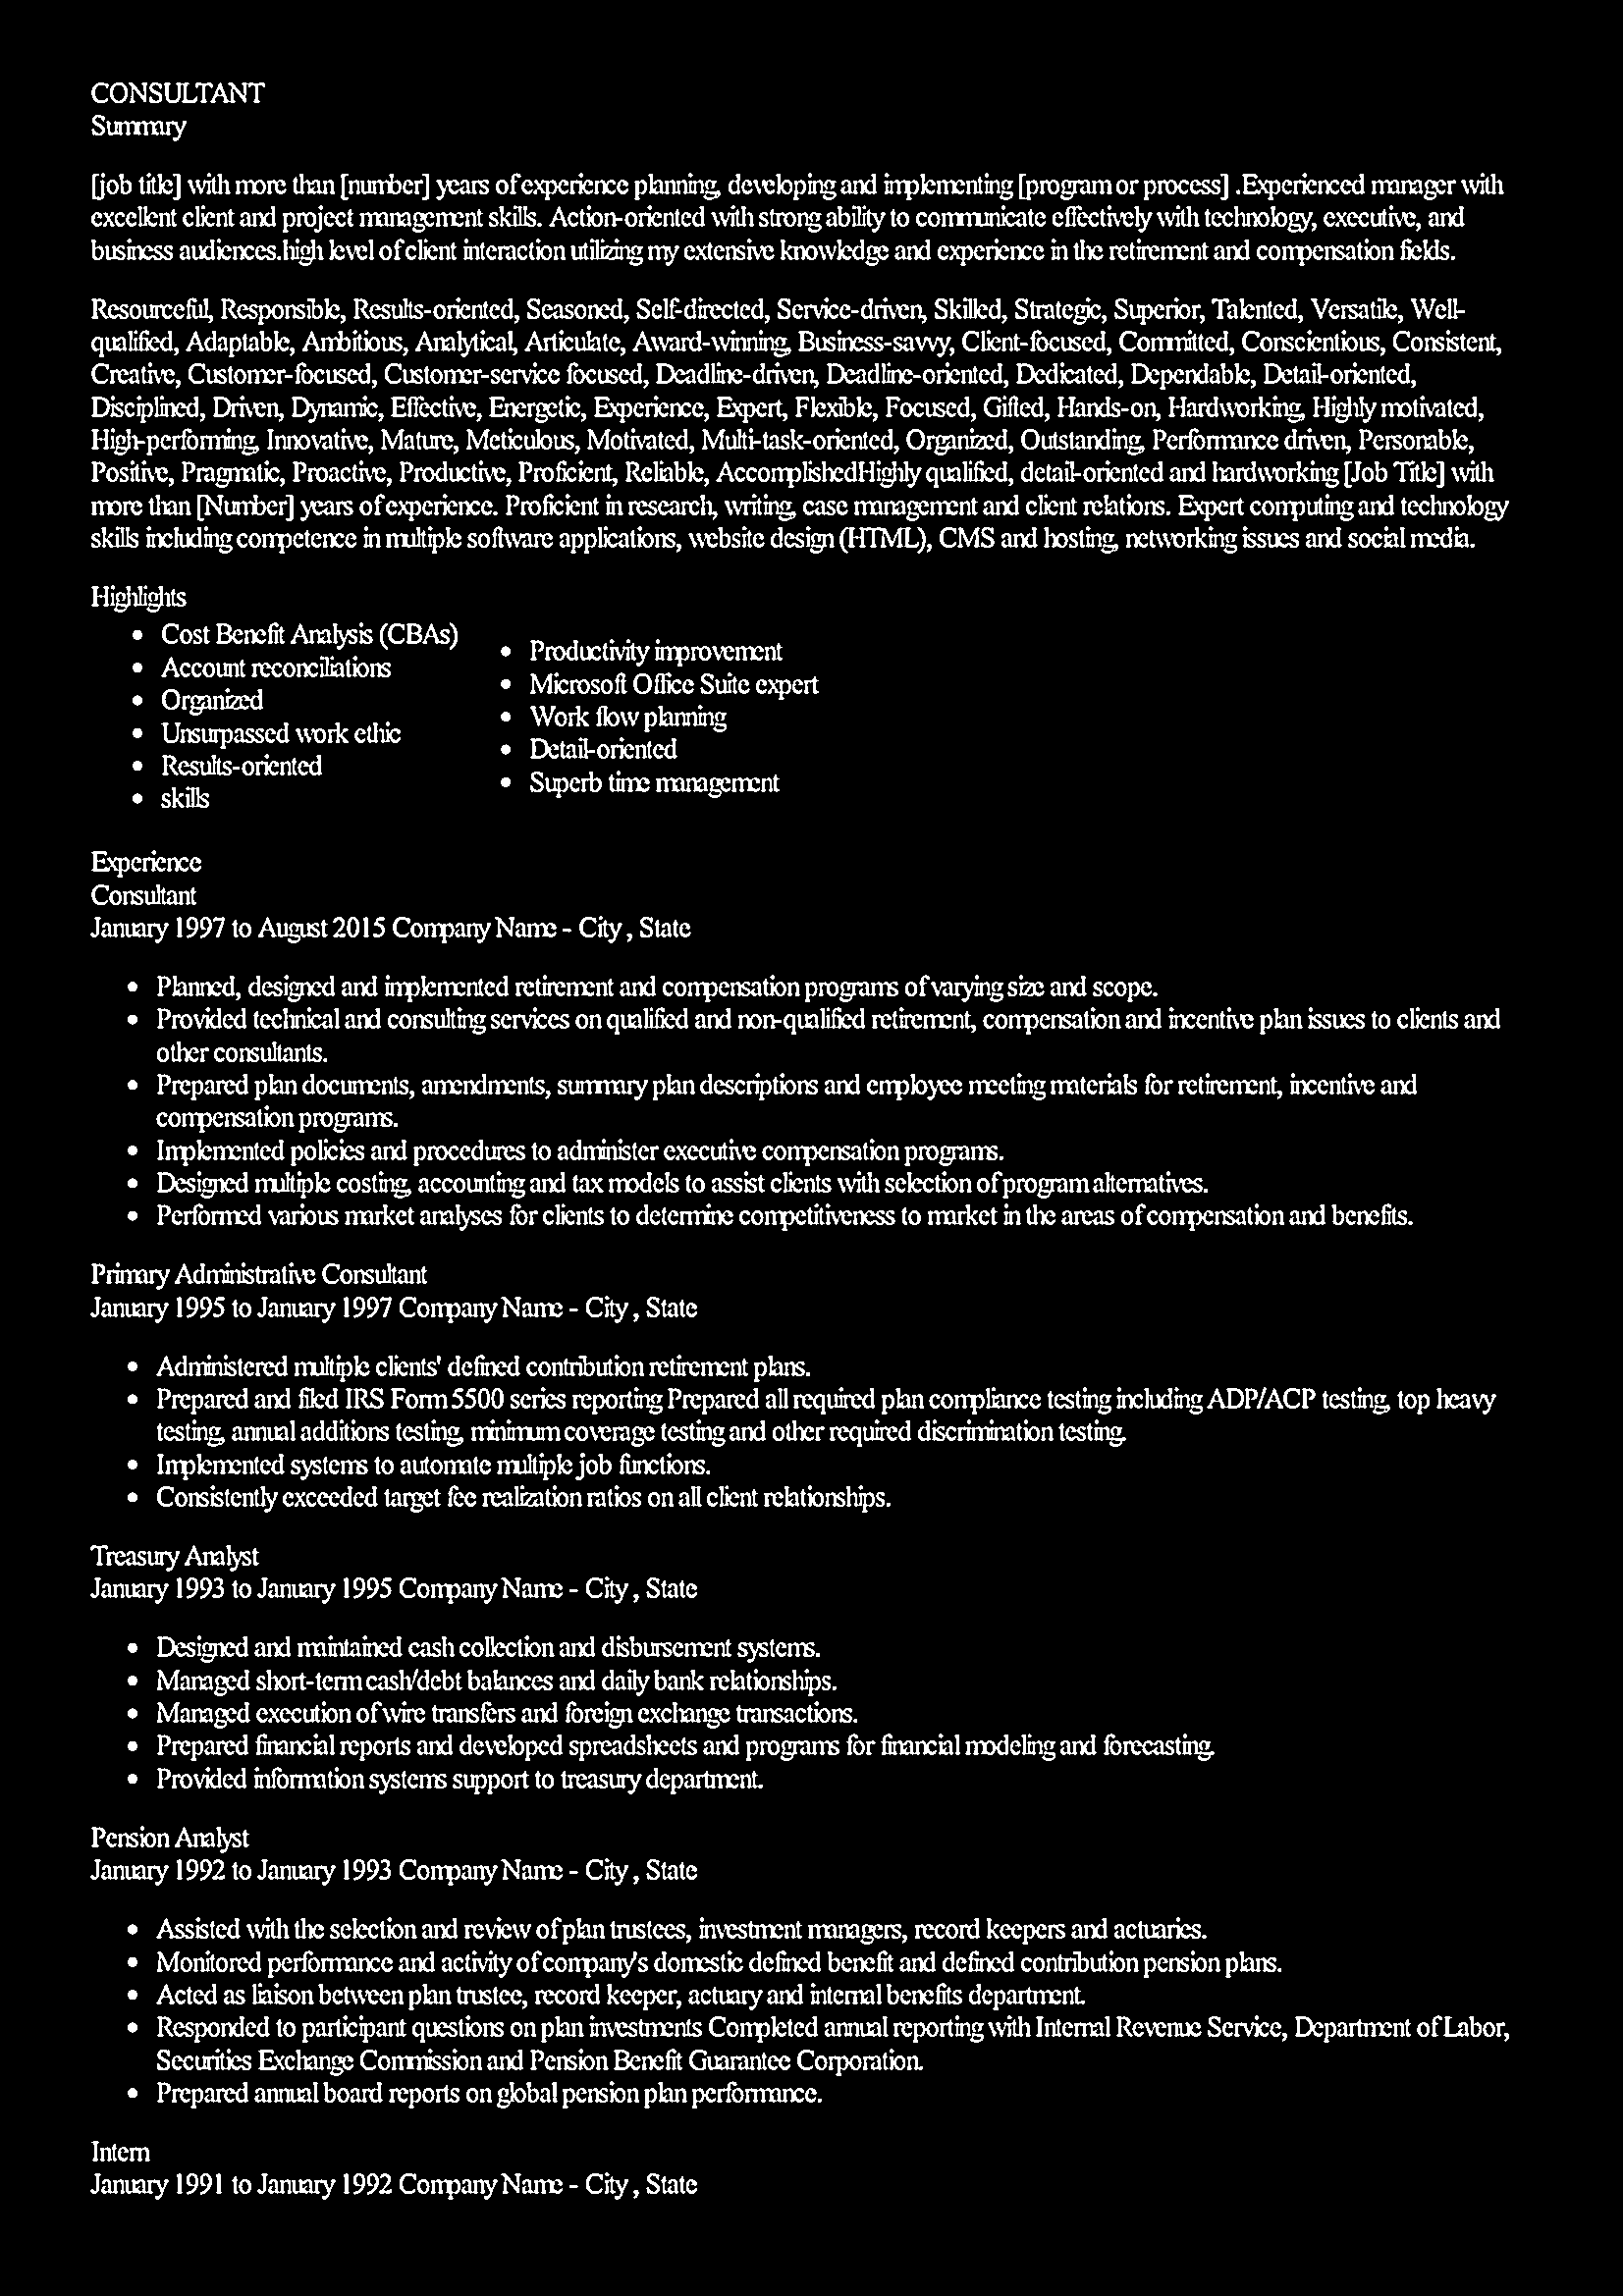 CONSULTANT
Summary
[job title] with more than [number] years of experience planning, developing and implementing [program or process] .Experienced manager with
excellent client and project management skills. Action-oriented with strong ability to communicate effectively with technology, executive, and
business audiences.high level of client interaction utilizing my extensive knowledge and experience in the retirement and compensation fields.
Resourceful, Responsible, Results-oriented, Seasoned, Self-directed, Service-driven, Skilled, Strategic, Superior, Talented, Versatile, Well-
qualified, Adaptable, Ambitious, Analytical, Articulate, Award-winning, Business-savvy, Client-focused, Committed, Conscientious, Consistent,
Creative, Customer-focused, Customer-service focused, Deadline-driven, Deadline-oriented, Dedicated, Dependable, Detail-oriented,
Disciplined, Driven, Dynamic, Effective, Energetic, Experience, Expert, Flexible, Focused, Gifted, Hands-on, Hardworking, Highly motivated,
High-performing, Innovative, Mature, Meticulous, Motivated, Multi-task-oriented, Organized, Outstanding, Performance driven, Personable,
Positive, Pragmatic, Proactive, Productive, Proficient, Reliable, AccomplishedHighly qualified, detail-oriented and hardworking [Job Title] with
more than [Number] years of experience. Proficient in research, writing, case management and client relations. Expert computing and technology
skills including competence in multiple software applications, website design (HTML), CMS and hosting, networking issues and social media.
Highlights
• Cost Benefit Analysis (CBAs)
• Account reconciliations
• Organized
• Unsurpassed work ethic
• Results-oriented
• skills
• Productivity improvement
• Microsoft Office Suite expert
• Work flow planning
• Detail-oriented
• Superb time management
Experience
Consultant
January 1997 to August 2015 Company Name - City , State
• Planned, designed and implemented retirement and compensation programs of varying size and scope.
• Provided technical and consulting services on qualified and non-qualified retirement, compensation and incentive plan issues to clients and
other consultants.
• Prepared plan documents, amendments, summary plan descriptions and employee meeting materials for retirement, incentive and
compensation programs.
• Implemented policies and procedures to administer executive compensation programs.
• Designed multiple costing, accounting and tax models to assist clients with selection of program alternatives.
• Performed various market analyses for clients to determine competitiveness to market in the areas of compensation and benefits.
Primary Administrative Consultant
January 1995 to January 1997 Company Name - City , State
• Administered multiple clients' defined contribution retirement plans.
• Prepared and filed IRS Form 5500 series reporting Prepared all required plan compliance testing including ADP/ACP testing, top heavy
testing, annual additions testing, minimum coverage testing and other required discrimination testing.
• Implemented systems to automate multiple job functions.
• Consistently exceeded target fee realization ratios on all client relationships.
Treasury Analyst
January 1993 to January 1995 Company Name - City , State
• Designed and maintained cash collection and disbursement systems.
• Managed short-term cash/debt balances and daily bank relationships.
• Managed execution of wire transfers and foreign exchange transactions.
• Prepared financial reports and developed spreadsheets and programs for financial modeling and forecasting.
• Provided information systems support to treasury department.
Pension Analyst
January 1992 to January 1993 Company Name - City , State
• Assisted with the selection and review of plan trustees, investment managers, record keepers and actuaries.
• Monitored performance and activity of company's domestic defined benefit and defined contribution pension plans.
• Acted as liaison between plan trustee, record keeper, actuary and internal benefits department.
• Responded to participant questions on plan investments Completed annual reporting with Internal Revenue Service, Department of Labor,
Securities Exchange Commission and Pension Benefit Guarantee Corporation.
• Prepared annual board reports on global pension plan performance.
Intern
January 1991 to January 1992 Company Name - City , State